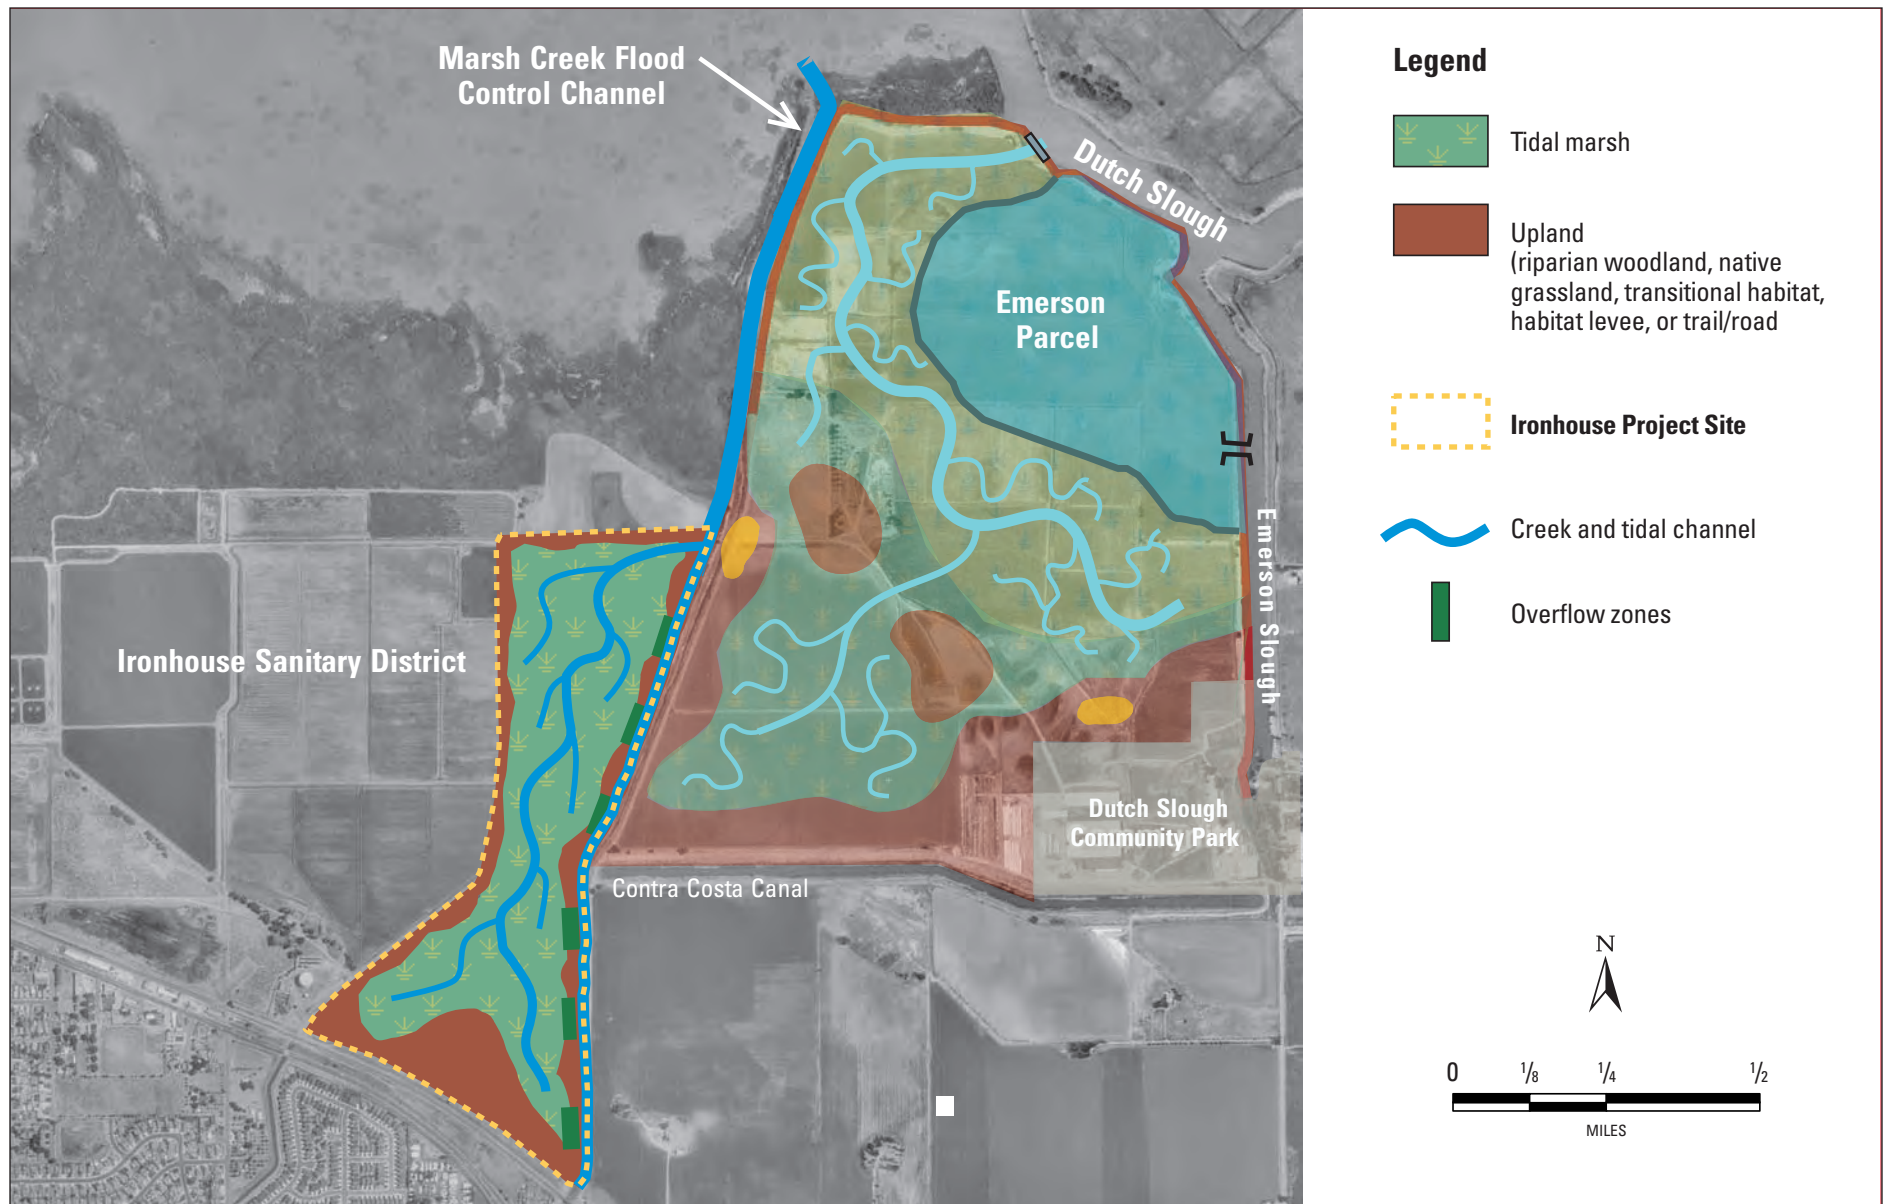 Marsh Creek Flood
Control Channel
Dutch Slough
Emerson
Parcel
Emerson Slough
Ironhouse Sanitary District
Dutch Slough
Community Park
Contra Costa Canal
Legend
Tidal marsh
Upland
(riparian woodland, native
grassland, transitional habitat,
habitat levee, or trail/road
Ironhouse Project Site
Creek and tidal channel
Overflow zones
N
0 1/8 1/4 1/2
MILES